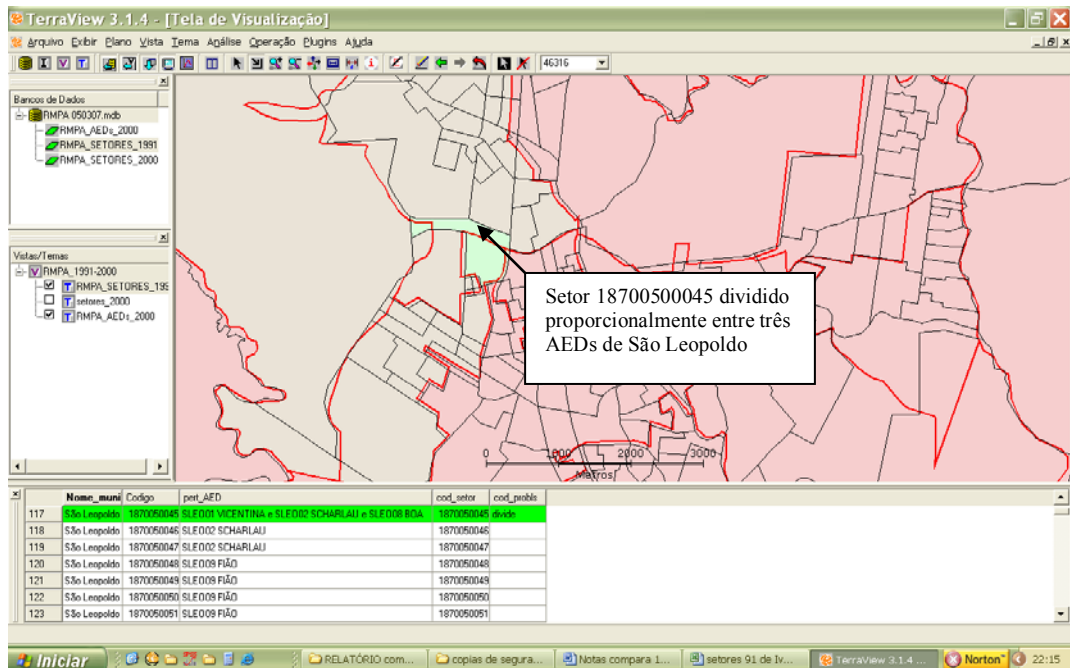 TerraView 3.1.4 - [Tela de Visualização]
Arquivo Exibir Plano Vista Tema Análise Operação Plugins Ajuda
46316
Bancos de Dados
RMPA 050307.mdb
RMPA_AEDs_2000
RMPA_SETORES_1991
RMPA_SETORES_2000
Vistas/Temas
RMPA_1991-2000
RMPA_SETORES_199
setores_2000
RMPA_AEDs_2000
Setor 18700500045 dividido
proporcionalmente entre três
AEDs de São Leopoldo
0 1000 2000 3000
Metros
Nome_muni Codigo pert_AED cod_setor cod_probls
117 São Leopoldo 1870050045 SLEO01 VICENTINA e SLEO02 SCHARLAU e SLEO08 BOA 1870050045 divide
118 São Leopoldo 1870050046 SLEO02 SCHARLAU 1870050046
119 São Leopoldo 1870050047 SLEO02 SCHARLAU 1870050047
120 São Leopoldo 1870050048 SLEO09 FIÃO 1870050048
121 São Leopoldo 1870050049 SLEO09 FIÃO 1870050049
122 São Leopoldo 1870050050 SLEO09 FIÃO 1870050050
123 São Leopoldo 1870050051 SLEO09 FIÃO 1870050051
Iniciar RELATÓRIO com... copias de segura... Notas compara 1... setores 91 de Iv... TerraView 3.1.4 ... Norton™ 22:15